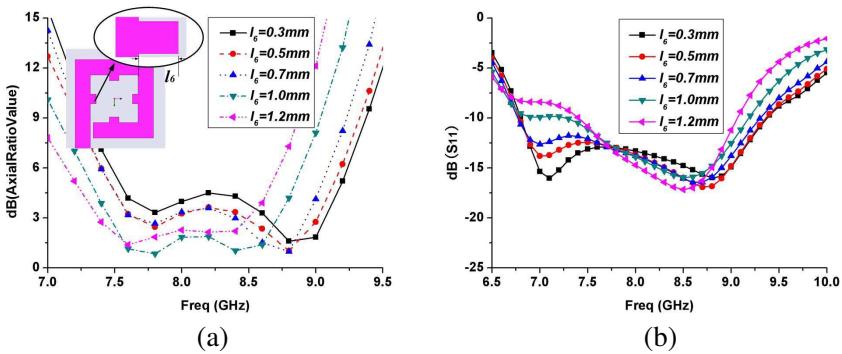 15
12
9
6
3
0
dB(AxialRatioValue)
l6
l6=0.3mm
l6=0.5mm
l6=0.7mm
l6=1.0mm
l6=1.2mm
7.0 7.5 8.0 8.5 9.0 9.5
Freq (GHz)
(a)
0
-5
-10
-15
-20
-25
dB (S11)
l6=0.3mm
l6=0.5mm
l6=0.7mm
l6=1.0mm
l6=1.2mm
6.5 7.0 7.5 8.0 8.5 9.0 9.5 10.0
Freq (GHz)
(b)